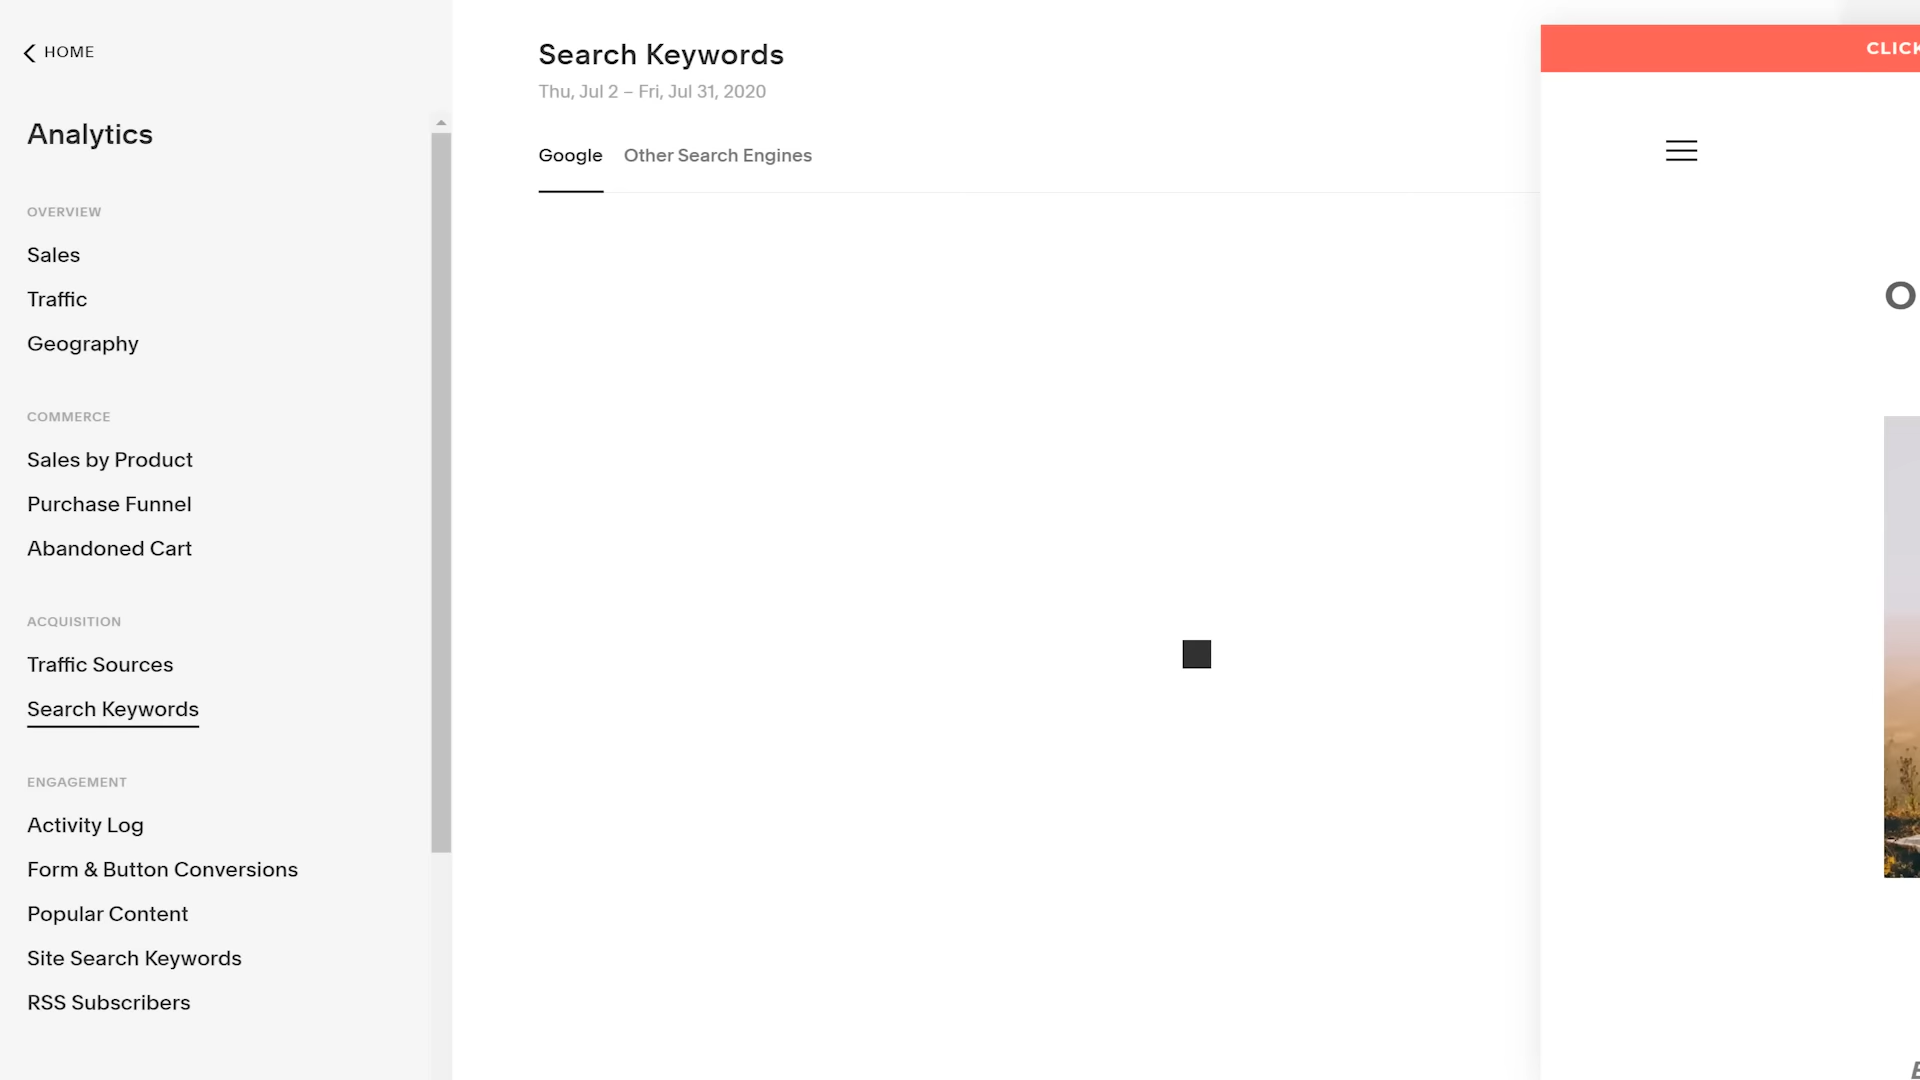 HOME
Analytics
OVERVIEW
Sales
Traffic
Geography
COMMERCE
Sales by Product
Purchase Funnel
Abandoned Cart
ACQUISITION
Traffic Sources
Search Keywords
ENGAGEMENT
Activity Log
Form & Button Conversions
Popular Content
Site Search Keywords
RSS Subscribers
Search Keywords
Thu, Jul 2 – Fri, Jul 31, 2020
Google Other Search Engines
CLICK
O